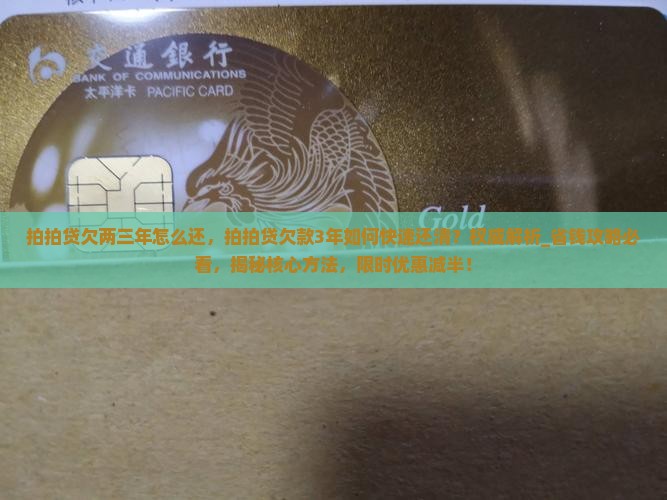 交通銀行
BANK OF COMMUNICATIONS
太平洋卡 PACIFIC CARD
Gold
拍拍贷欠两三年怎么还，拍拍贷欠款3年如何快速还清？权威解析_省钱攻略必
看，揭秘核心方法，限时优惠减半！